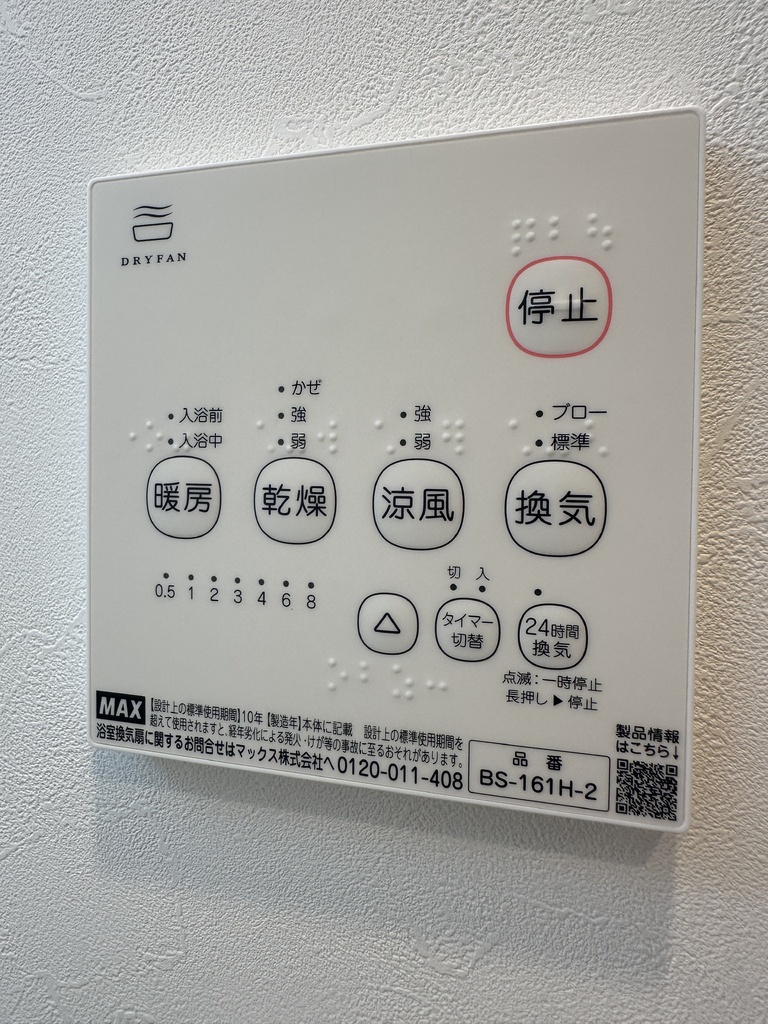 DRYFAN
停止
かぜ
入浴前 強 強 ブロー
入浴中 弱 弱 標準
暖房 乾燥 涼風 換気
0.5 1 2 3 4 6 8
切 入
△ タイマー切替 24時間換気
点滅：一時停止
長押し▶停止
MAX 【設計上の標準使用期間】10年 【製造年】本体に記載 設計上の標準使用期間を
超えて使用されますと、経年劣化による発火・けが等の事故に至るおそれがあります。
浴室換気扇に関するお問合せはマックス株式会社へ 0120-011-408
品番
BS-161H-2
製品情報
はこちら↓